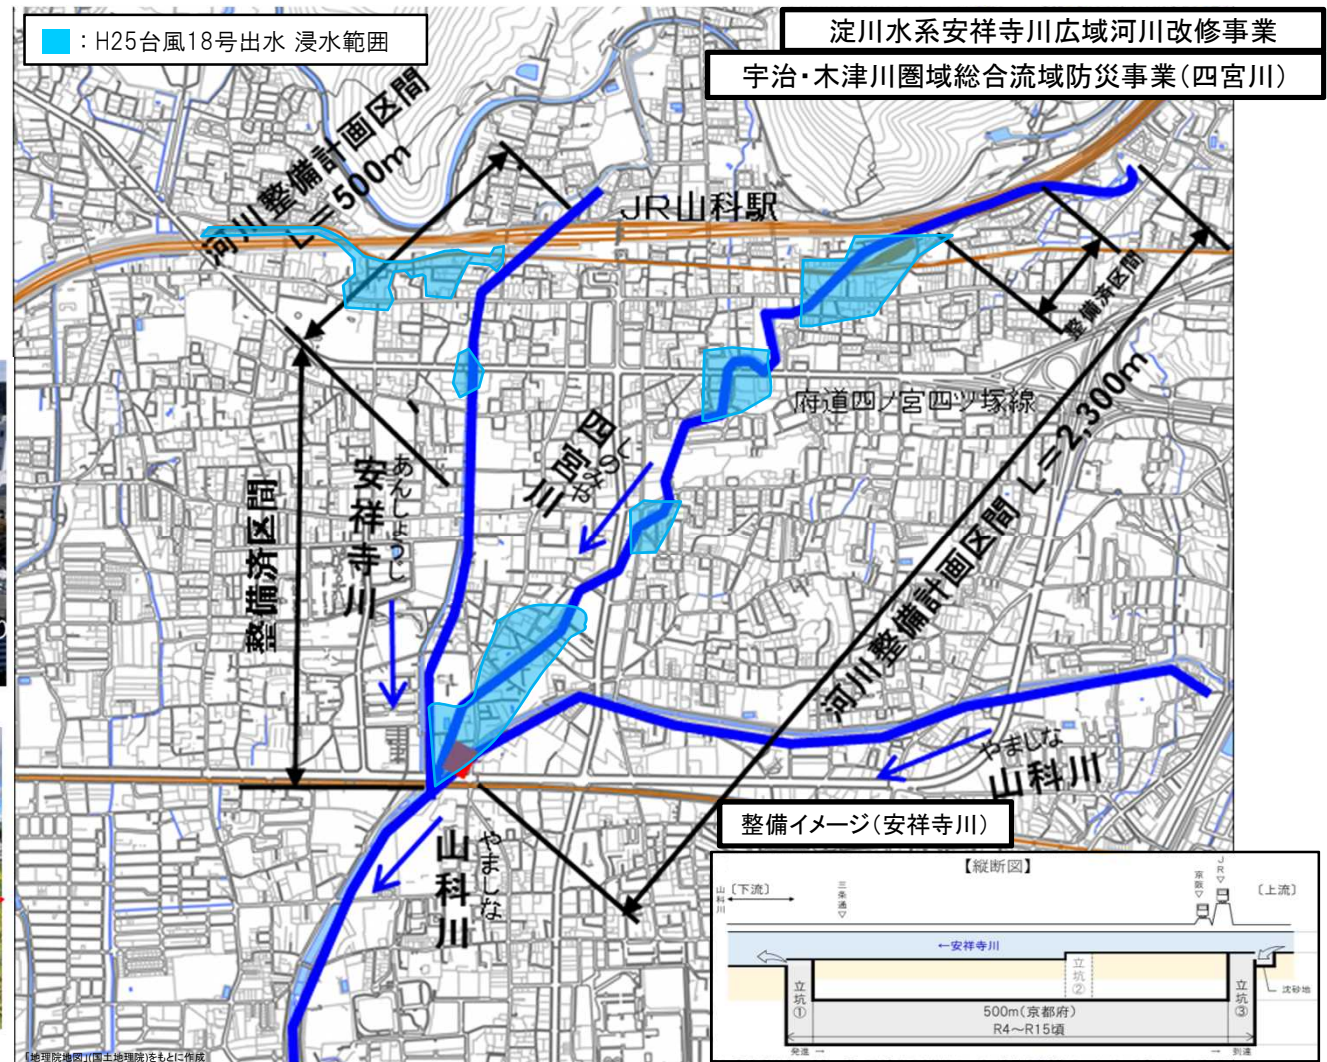 ：H25台風18号出水 浸水範囲
淀川水系安祥寺川広域河川改修事業
宇治・木津川圏域総合流域防災事業（四宮川）
河川整備計画区間
L＝500m
JR山科駅
整備済区間
府道四ノ宮四ツ塚線
四宮川
しのみや
安祥寺川
あんしょうじ
整備済区間
河川整備計画区間 L＝2,300m
やましな
山科川
山科川
やましな
整備イメージ（安祥寺川）
【縦断図】
山科川
〔下流〕
三条通▽
京阪▽
JR▽
〔上流〕
←安祥寺川
立坑①
立坑②
立坑③
沈砂地
500m（京都府）
R4～R15頃
発進 →
→ 到達
「地理院地図」（国土地理院）をもとに作成